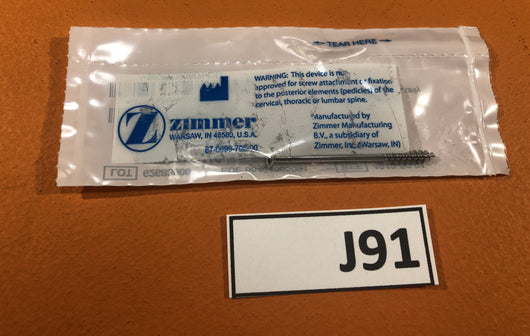 TEAR HERE
WARNING: This device is not
approved for screw attachment or fixation
to the posterior elements (pedicles) of the
cervical, thoracic or lumbar spine.
Z
zimmer
WARSAW, IN 46580, U.S.A.
Manufactured by
Zimmer Manufacturing
B.V., a subsidiary of
Zimmer, Inc. (Warsaw, IN)
LOT
J91